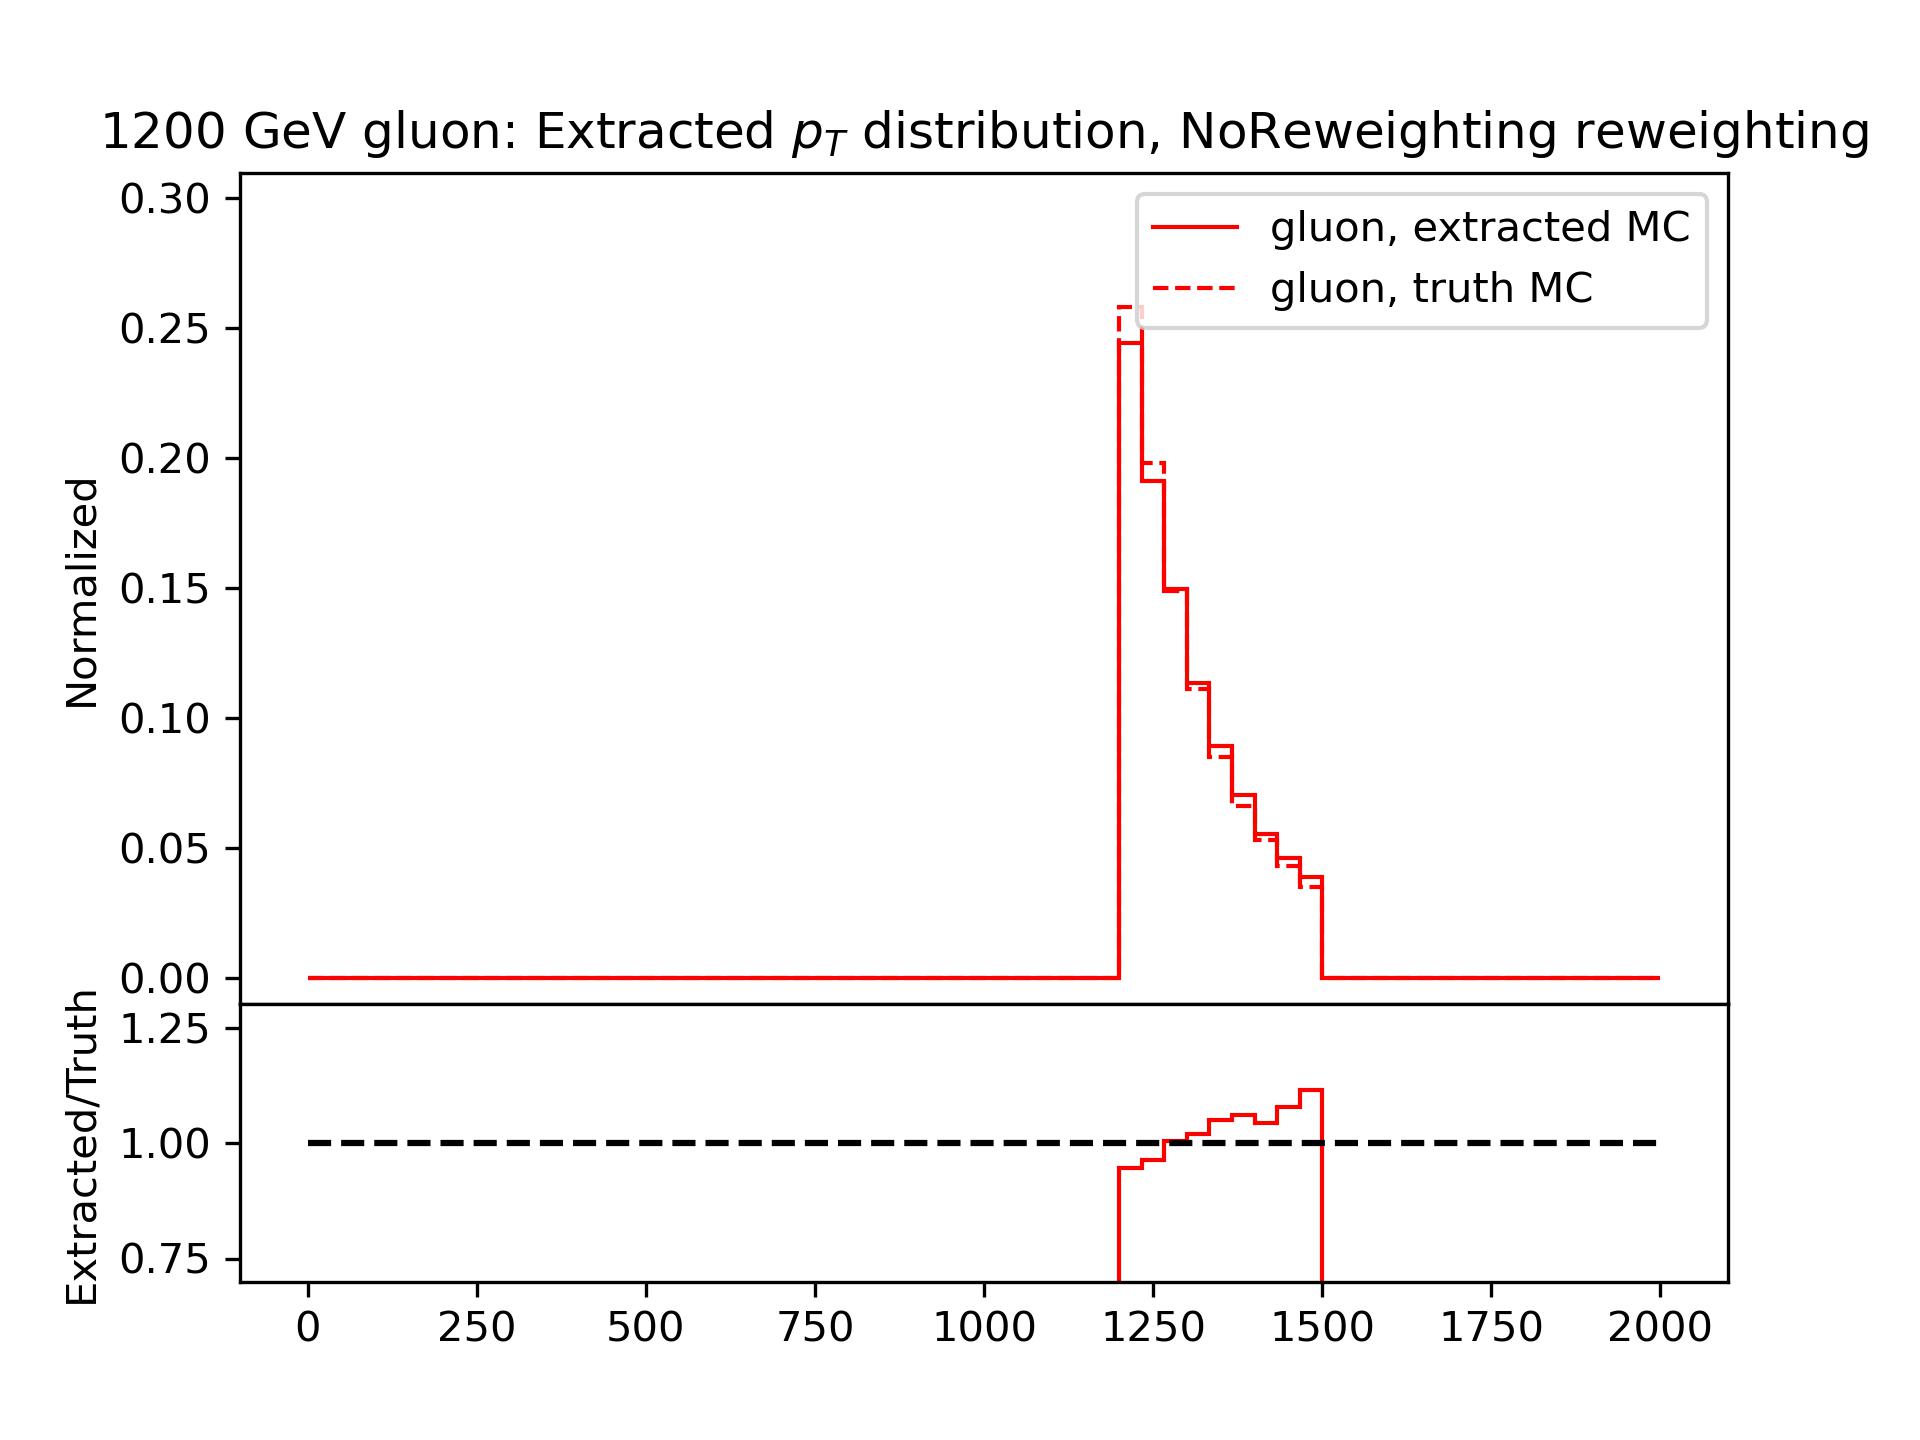 1200 GeV gluon: Extracted p_T distribution, NoReweighting reweighting
gluon, extracted MC
gluon, truth MC
Normalized
0.30
0.25
0.20
0.15
0.10
0.05
0.00
Extracted/Truth
1.25
1.00
0.75
0 250 500 750 1000 1250 1500 1750 2000